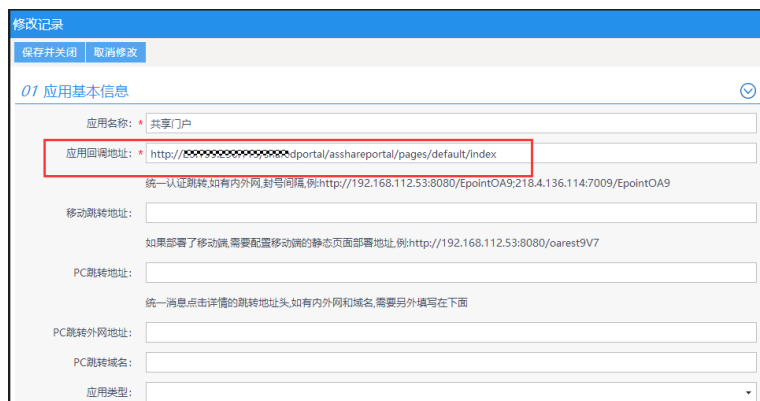 修改记录
保存并关闭 取消修改
01 应用基本信息
应用名称: * 共享门户
应用回调地址: * http:// dportal/asshareportal/pages/default/index
统一认证跳转,如有内外网,封号间隔,例:http://192.168.112.53:8080/EpointOA9;218.4.136.114:7009/EpointOA9
移动跳转地址:
如果部署了移动端,需要配置移动端的静态页面部署地址,例:http://192.168.112.53:8080/oarest9V7
PC跳转地址:
统一消息点击详情的跳转地址头,如有内外网和域名,需要另外填写在下面
PC跳转外网地址:
PC跳转域名:
应用类型: